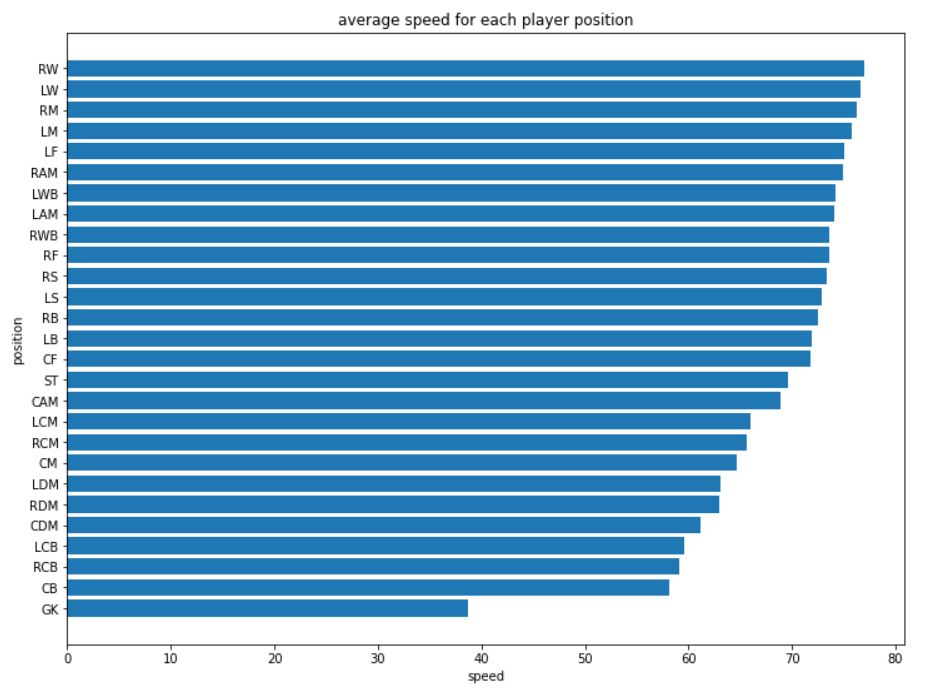 average speed for each player position
RW
LW
RM
LM
LF
RAM
LWB
LAM
RWB
RF
RS
LS
RB
LB
CF
ST
CAM
LCM
RCM
CM
LDM
RDM
CDM
LCB
RCB
CB
GK
position
0 10 20 30 40 50 60 70 80
speed